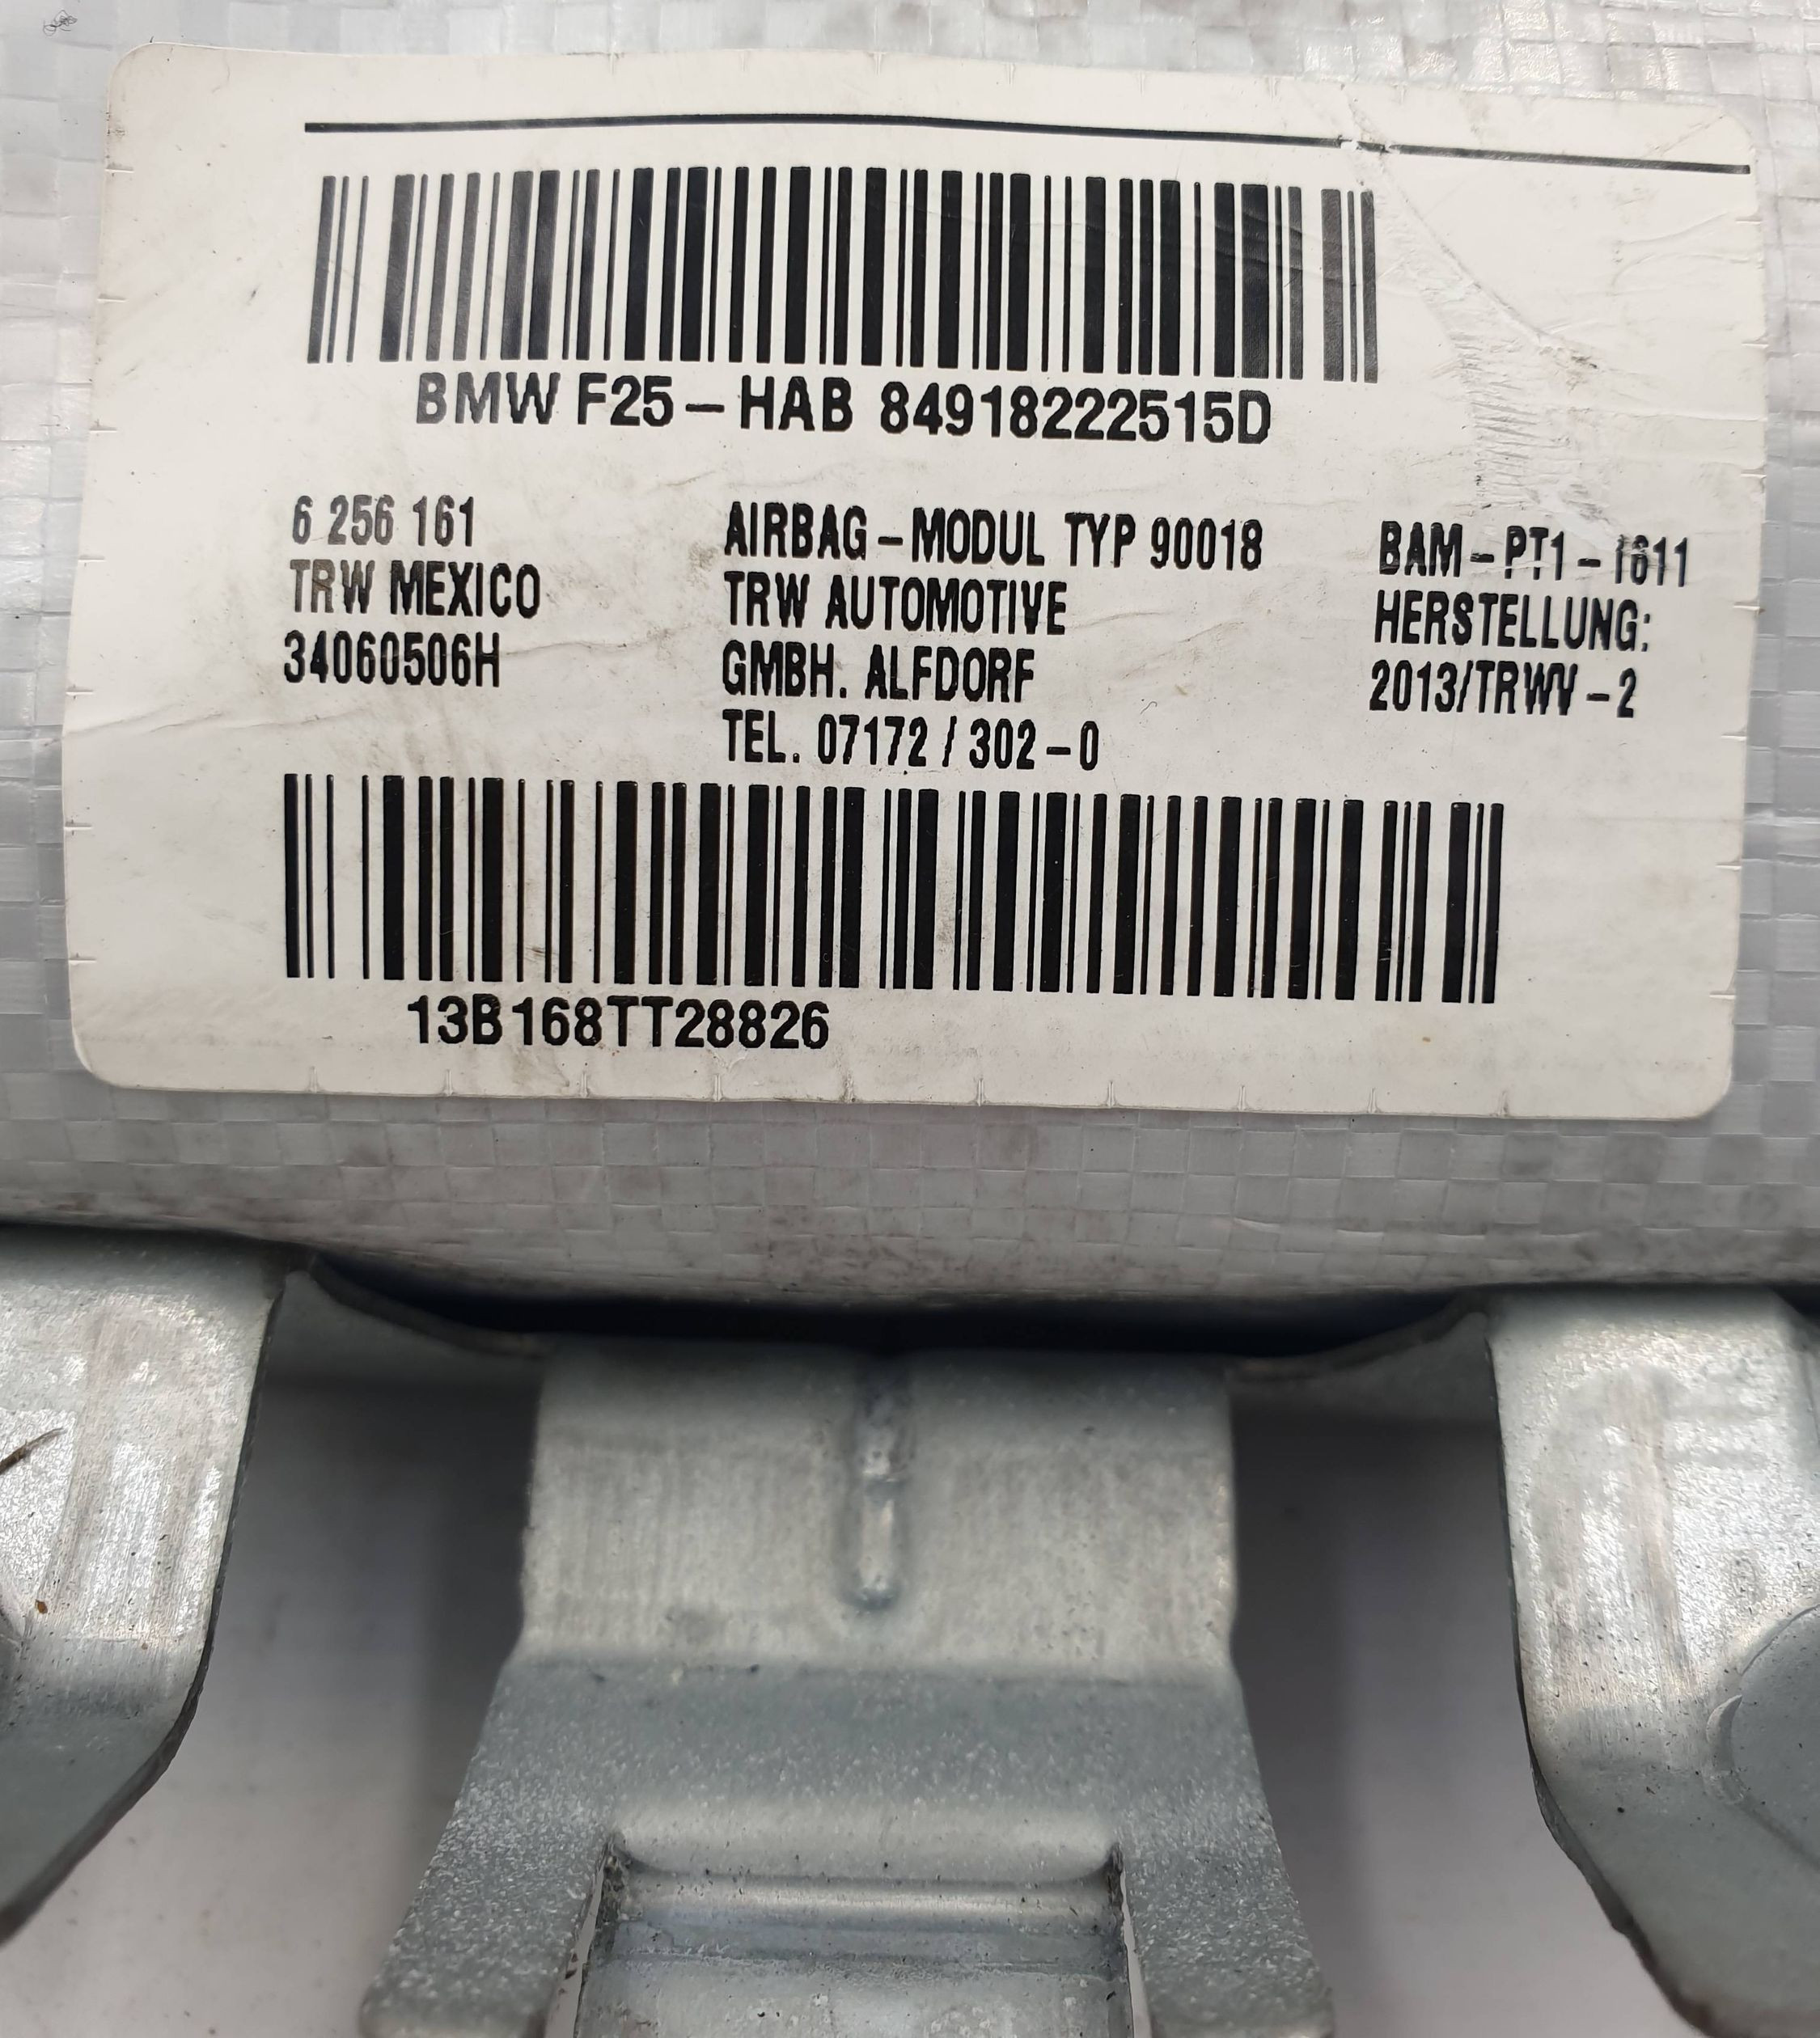 BMW F25-HAB 84918222515D
6 256 161
TRW MEXICO
34060506H
AIRBAG-MODUL TYP 90018
TRW AUTOMOTIVE
GMBH. ALFDORF
TEL. 07172 / 302-0
BAM-PT1-1611
HERSTELLUNG:
2013/TRWV-2
13B168TT28826